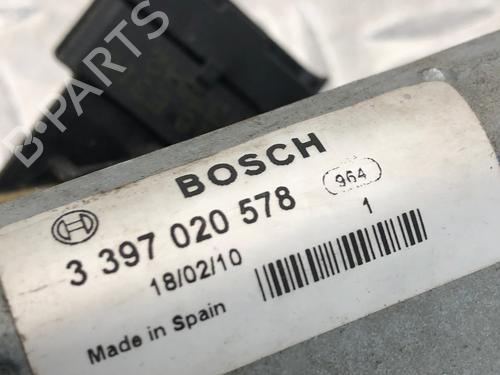 BOSCH
3 397 020 578
964
18/02/10
1
Made in Spain
B-PARTS